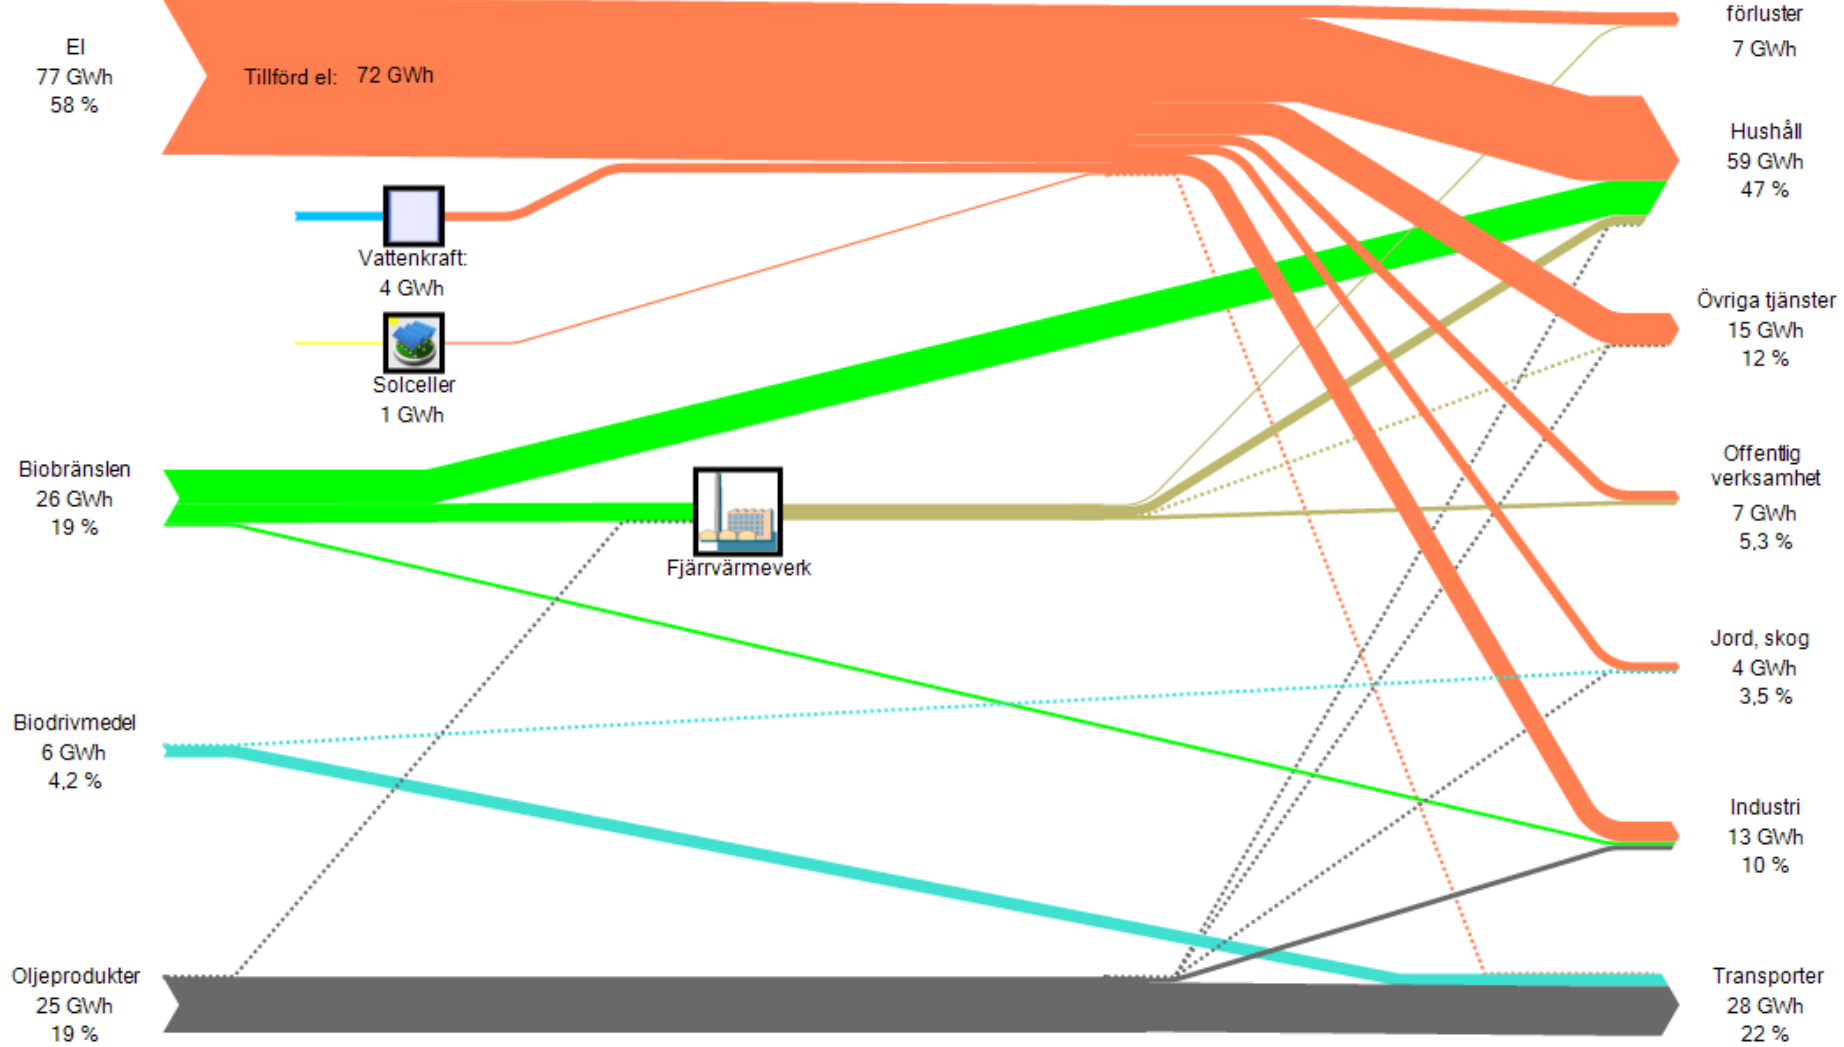 El
77 GWh
58 %
Tillförd el: 72 GWh
Vattenkraft:
4 GWh
Solceller
1 GWh
Biobränslen
26 GWh
19 %
Fjärrvärmeverk
Biodrivmedel
6 GWh
4,2 %
Oljeprodukter
25 GWh
19 %
förluster
7 GWh
Hushåll
59 GWh
47 %
Övriga tjänster
15 GWh
12 %
Offentlig
verksamhet
7 GWh
5,3 %
Jord, skog
4 GWh
3,5 %
Industri
13 GWh
10 %
Transporter
28 GWh
22 %